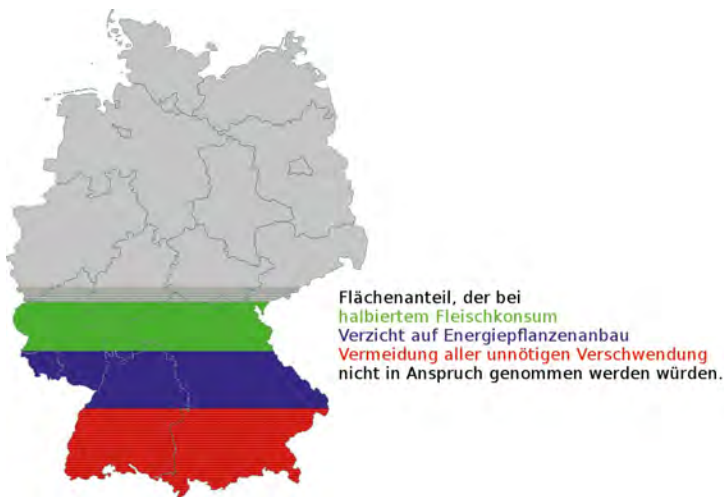 Flächenanteil, der bei
halbiertem Fleischkonsum
Verzicht auf Energiepflanzenanbau
Vermeidung aller unnötigen Verschwendung
nicht in Anspruch genommen werden würden.